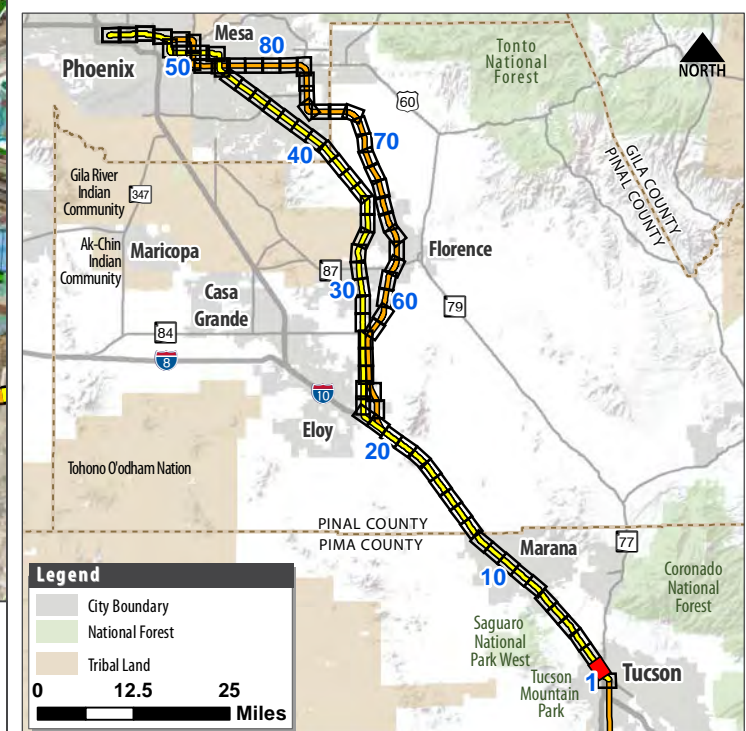 Mesa
80
Phoenix
50
Tonto
National
Forest
NORTH
60
70
40
GILA COUNTY
PINAL COUNTY
Gila River
Indian
Community
347
Ak-Chin
Indian
Community
Maricopa
Florence
87
30
Casa
Grande
60
79
84
8
10
Eloy
20
Tohono O'odham Nation
PINAL COUNTY
PIMA COUNTY
Marana
77
10
Coronado
National
Forest
Saguaro
National
Park West
Tucson
Mountain
Park
1
Tucson
Legend
City Boundary
National Forest
Tribal Land
0 12.5 25
Miles